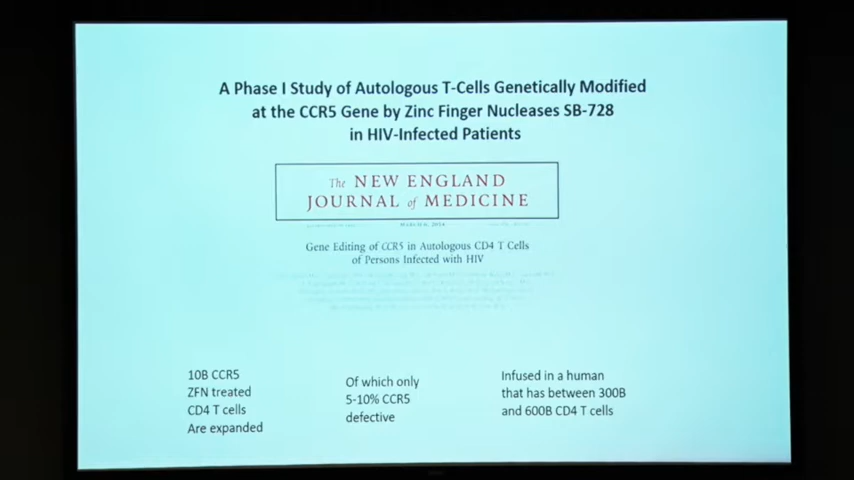 A Phase I Study of Autologous T-Cells Genetically Modified
at the CCR5 Gene by Zinc Finger Nucleases SB-728
in HIV-Infected Patients
The NEW ENGLAND
JOURNAL of MEDICINE
MARCH 6, 2014
Gene Editing of CCR5 in Autologous CD4 T Cells
of Persons Infected with HIV
10B CCR5
ZFN treated
CD4 T cells
Are expanded
Of which only
5-10% CCR5
defective
Infused in a human
that has between 300B
and 600B CD4 T cells